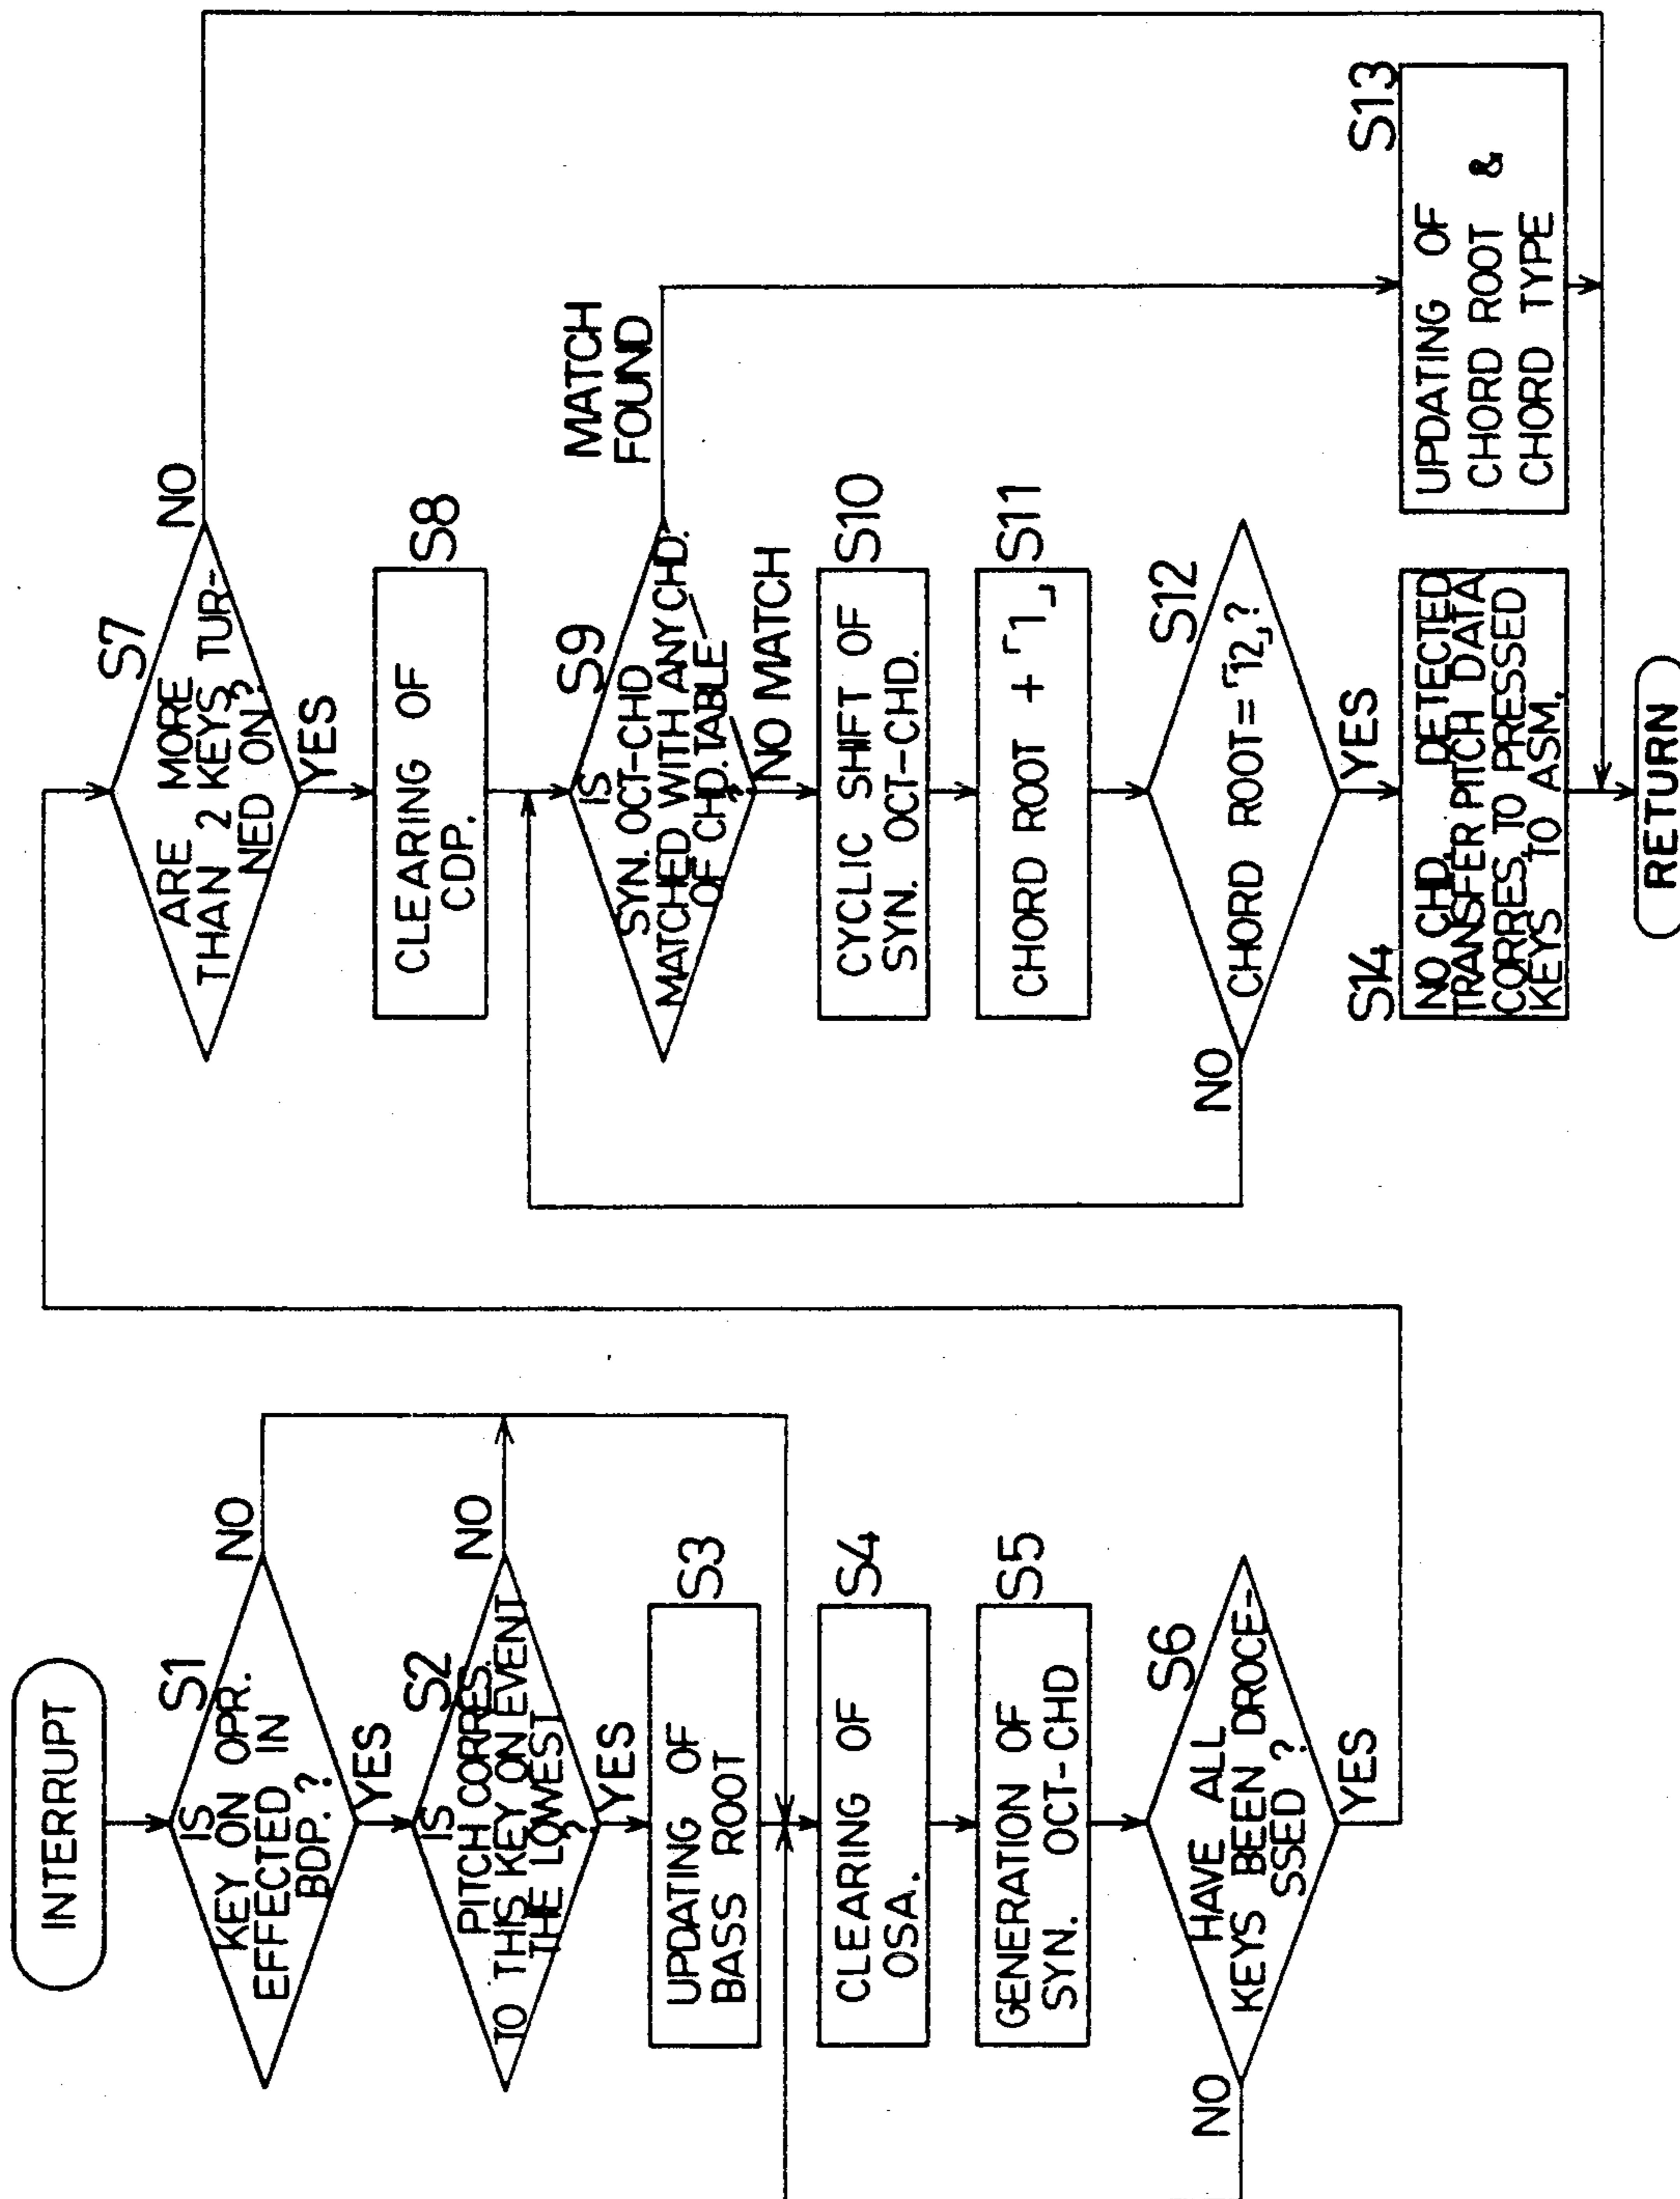 INTERRUPT
S1
IS
KEY ON OPR.
EFFECTED IN
BDP.?
NO
YES
S2
IS
PITCH CORRES.
TO THIS KEY ON EVENT
THE LOWEST
?
NO
YES
S3
UPDATING OF
BASS ROOT
S4
CLEARING OF
OSA.
S5
GENERATION OF
SYN. OCT-CHD
S6
HAVE ALL
KEYS BEEN DROCE-
SSED ?
NO
YES
S7
ARE MORE
THAN 2 KEYS TUR-
NED ON?
NO
YES
S8
CLEARING OF
CDP.
S9
IS
SYN. OCT-CHD
MATCHED WITH ANY CHD.
OF CHD. TABLE
?
MATCH
FOUND
NO MATCH
S10
CYCLIC SHIFT OF
SYN. OCT-CHD.
S11
CHORD ROOT + 「1」
S12
CHORD ROOT=「12」?
NO
YES
S13
UPDATING OF
CHORD ROOT &
CHORD TYPE
S14
NO CHD. DETECTED
TRANSFER PITCH DATA
CORRES TO PRESSED
KEYS TO ASM.
RETURN